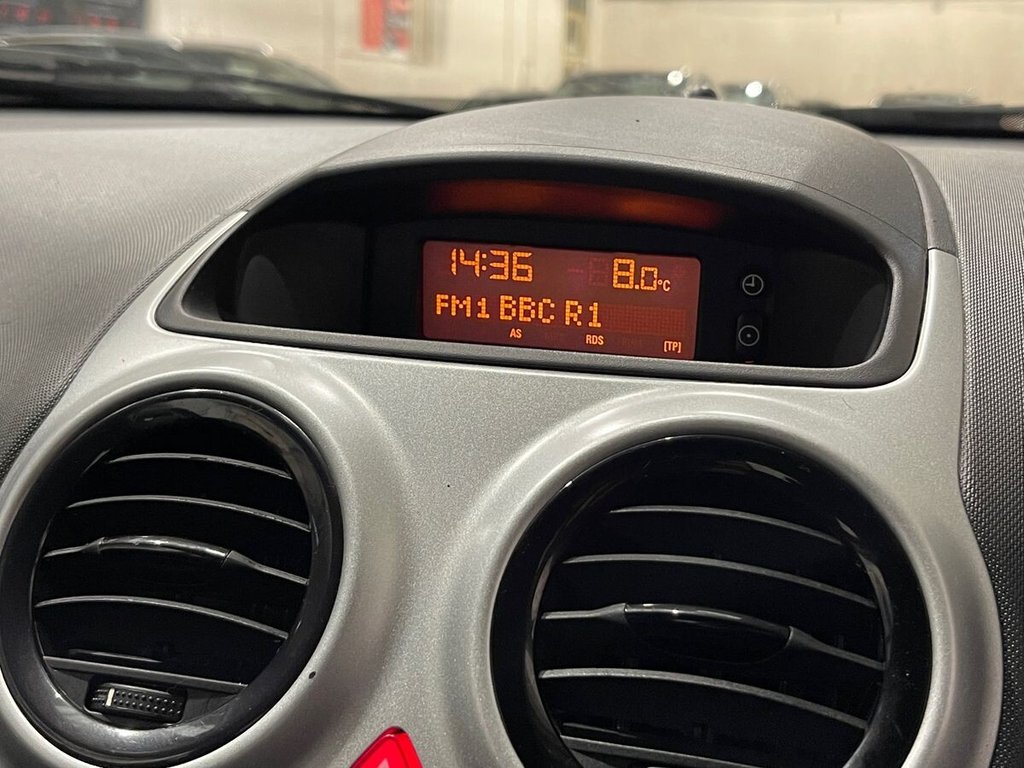 14:36 8.0°C
FM1 BBC R1
AS RDS [TP]